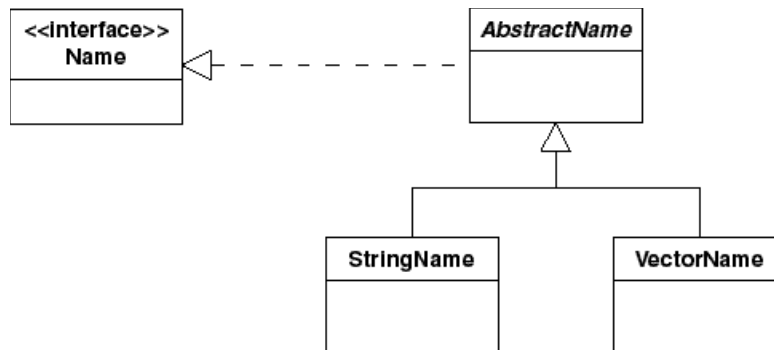 <<interface>>
Name
AbstractName
StringName
VectorName